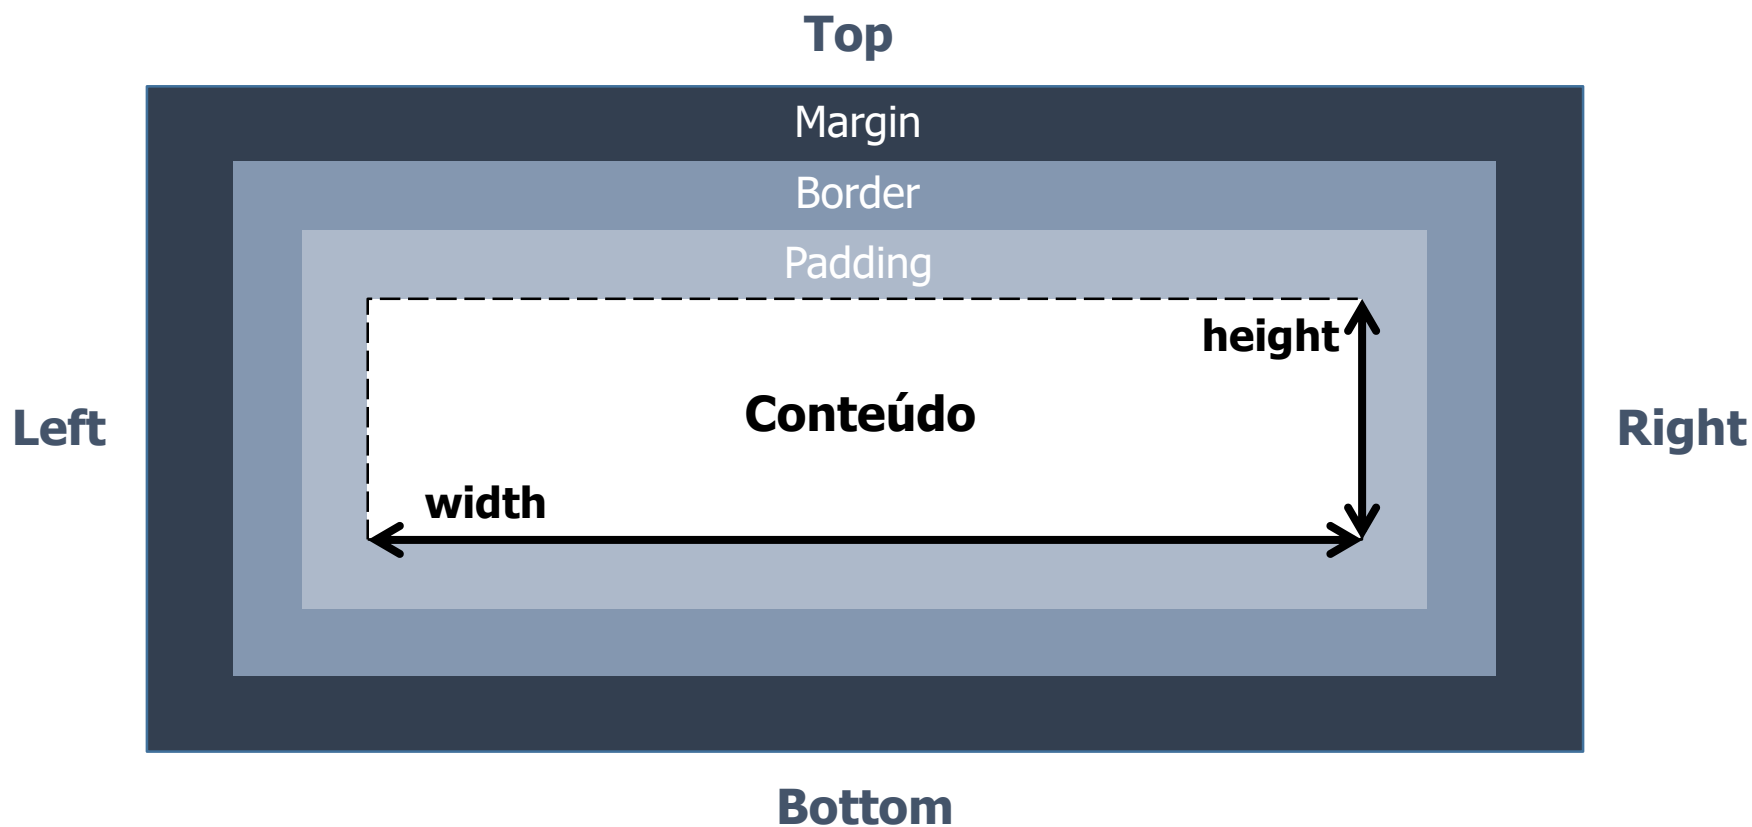 Top
Margin
Border
Padding
height
Conteúdo
Left
Right
width
Bottom